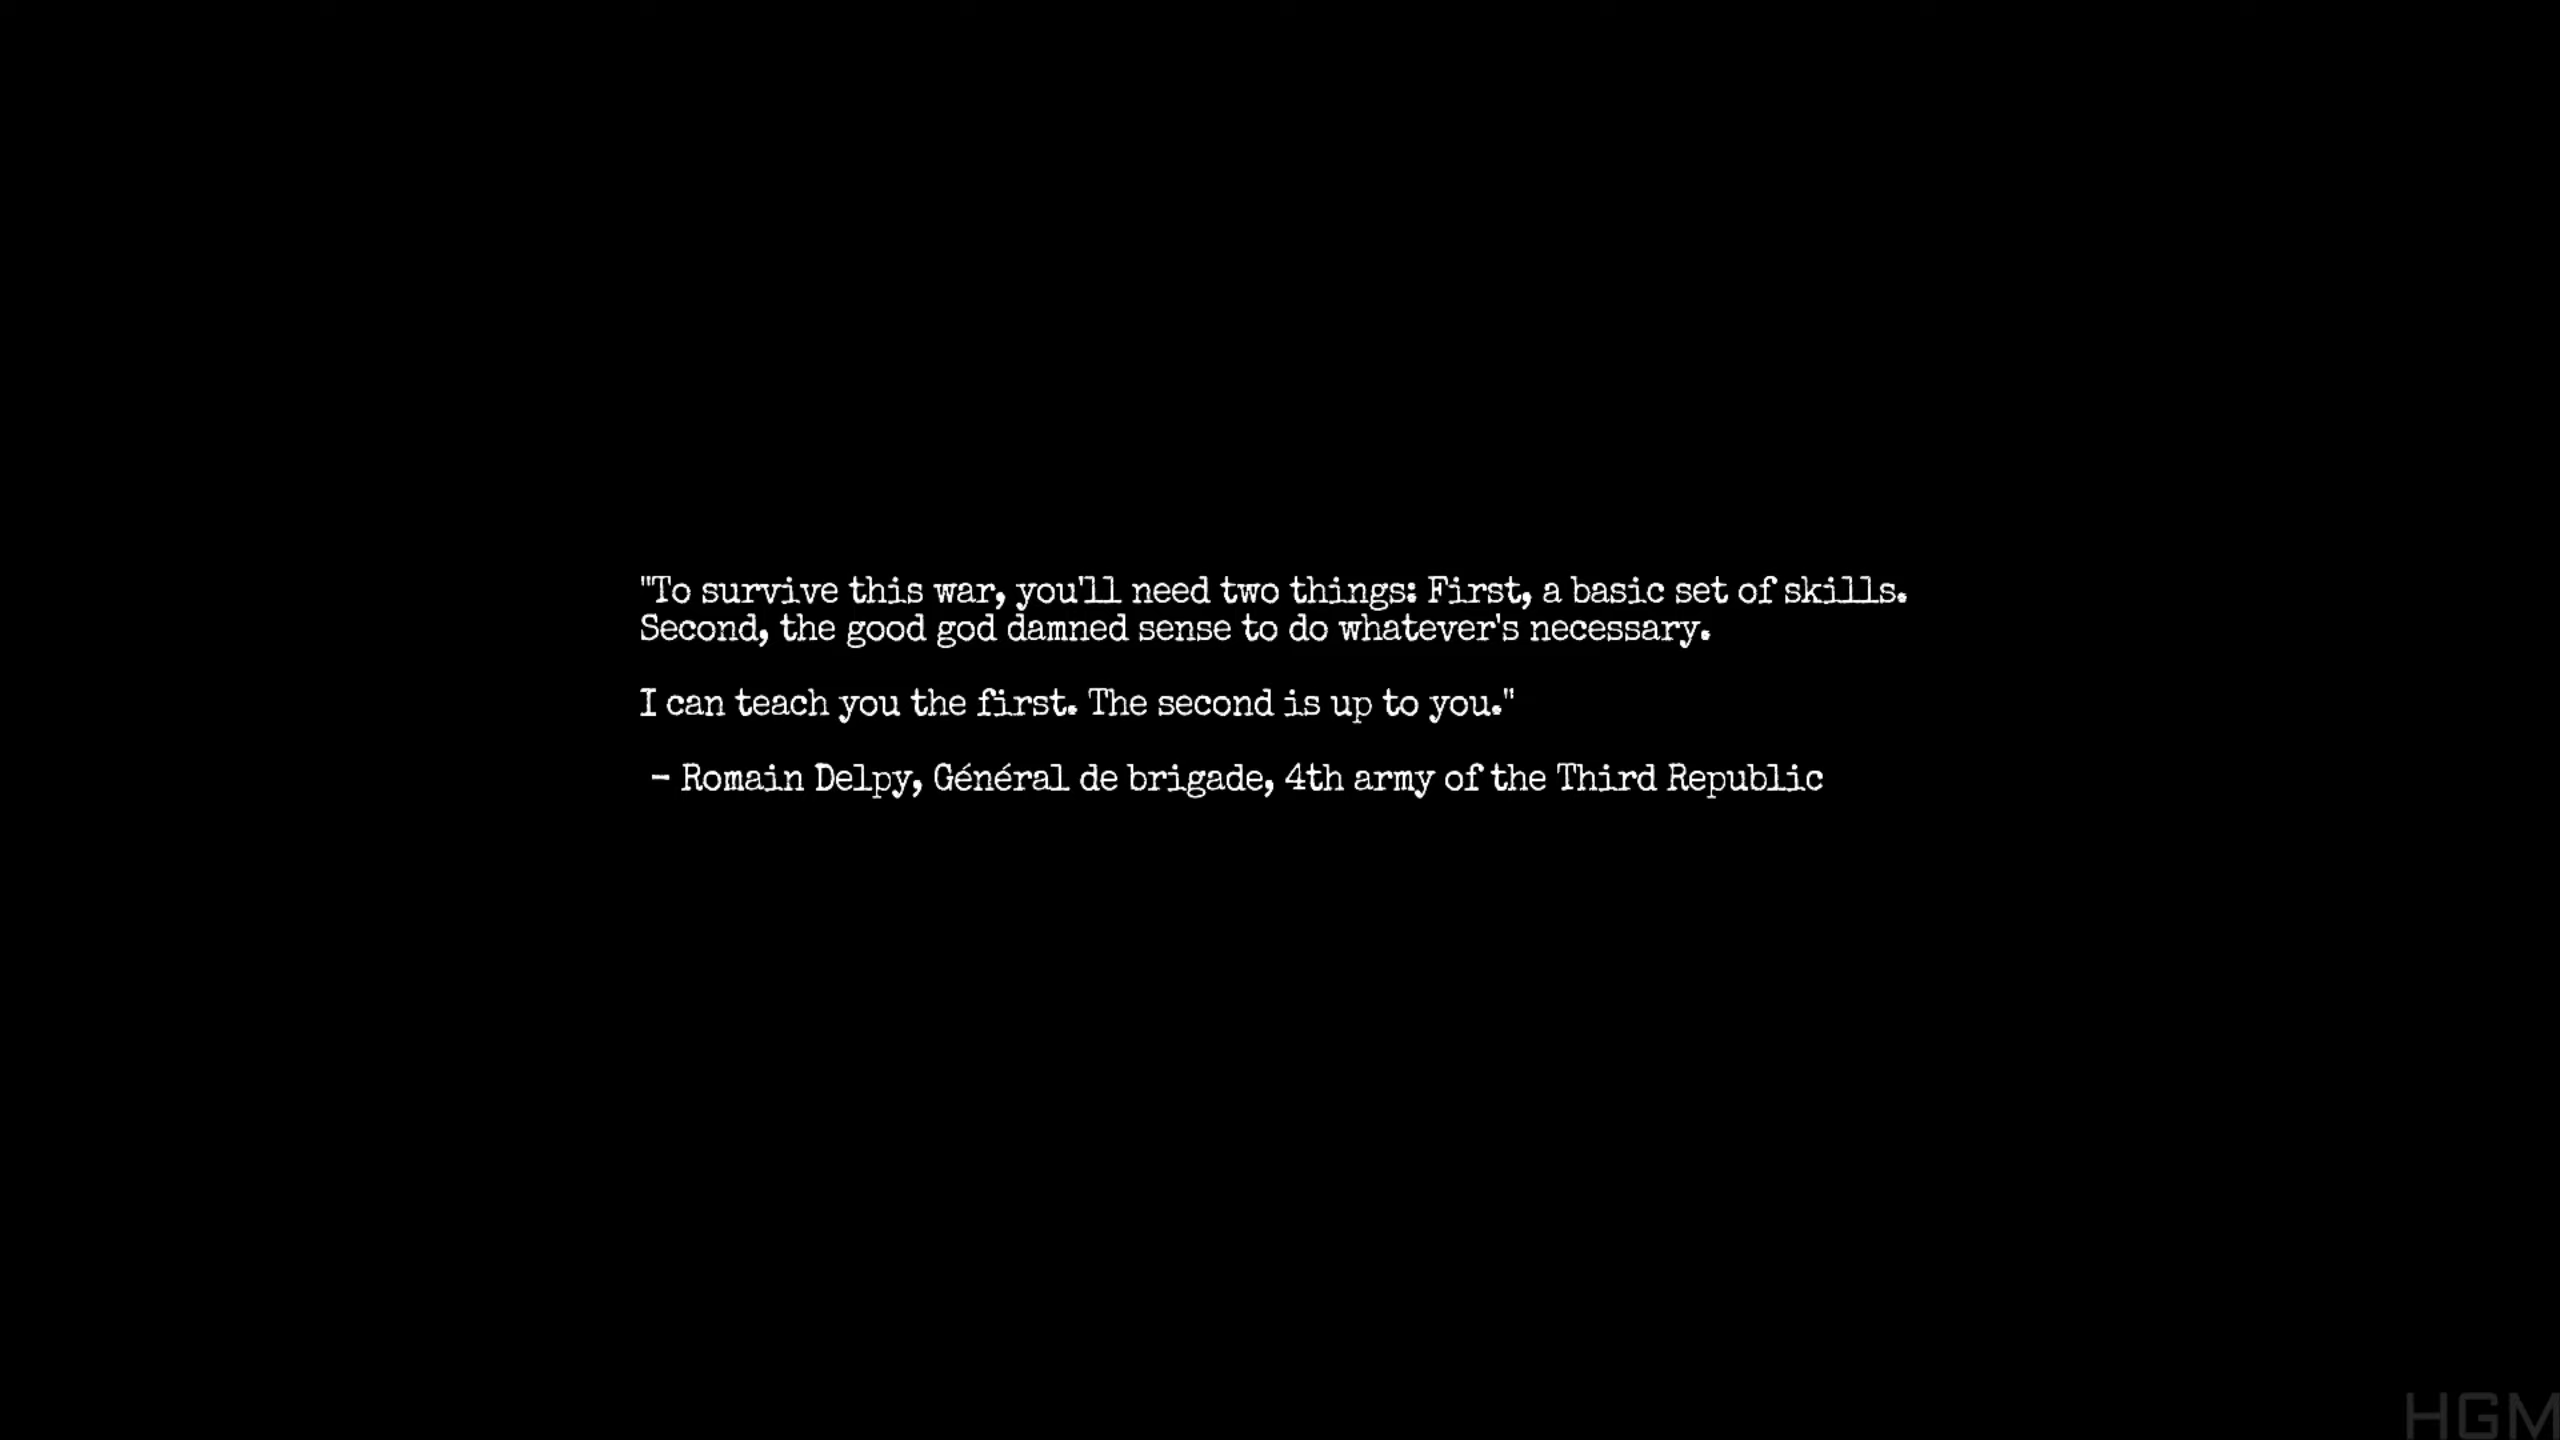 "To survive this war, you'll need two things: First, a basic set of skills.
Second, the good god damned sense to do whatever's necessary.
I can teach you the first. The second is up to you."
- Romain Delpy, Général de brigade, 4th army of the Third Republic
HGM